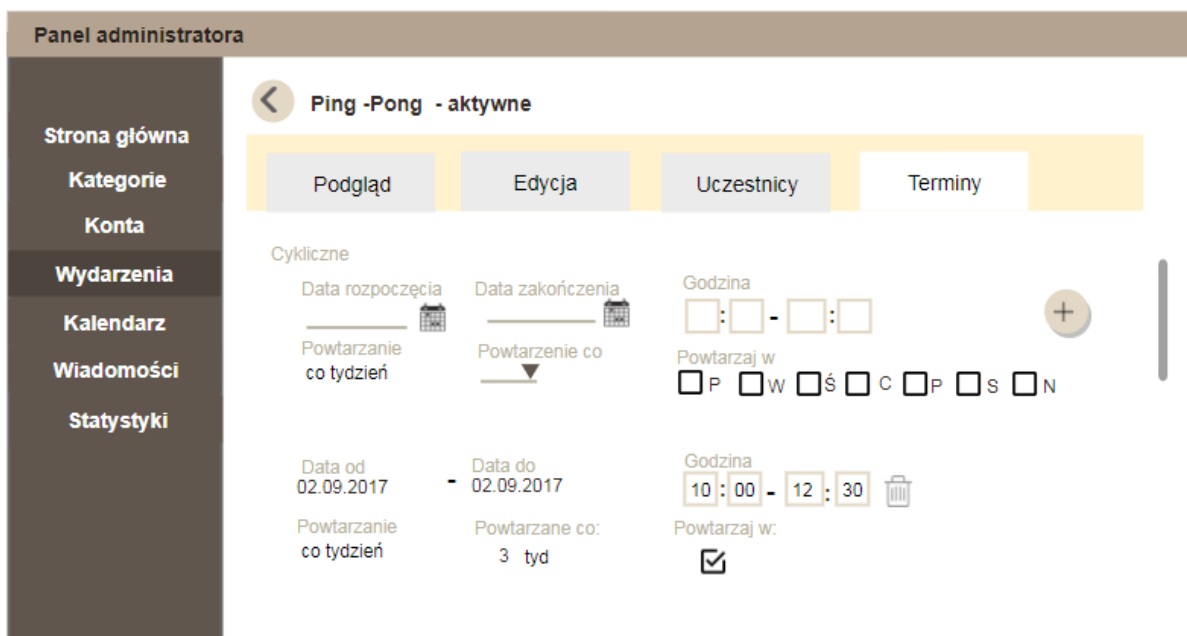 Panel administratora
Strona główna
Kategorie
Konta
Wydarzenia
Kalendarz
Wiadomości
Statystyki
Ping -Pong - aktywne
Podgląd Edycja Uczestnicy Terminy
Cykliczne
Data rozpoczęcia Data zakończenia Godzina
: - :
+
Powtarzanie Powtarzenie co Powtarzaj w
co tydzień
P W Ś C P S N
Data od Data do Godzina
02.09.2017 - 02.09.2017 10 : 00 - 12 : 30
Powtarzanie Powtarzane co: Powtarzaj w:
co tydzień 3 tyd